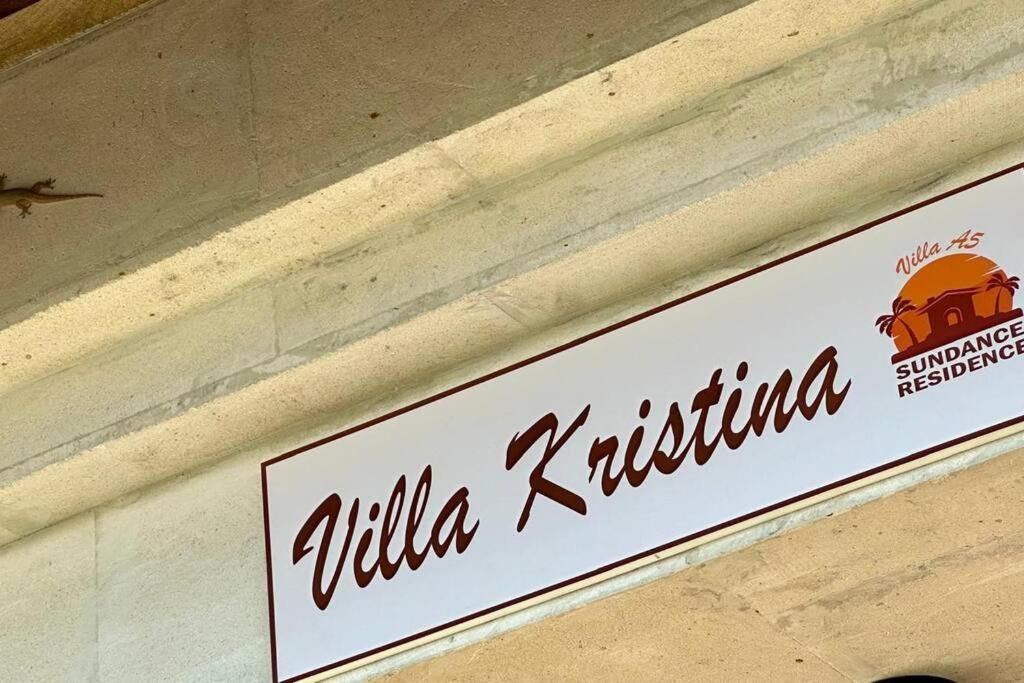 Villa Kristina
Villa A5
SUNDANCE
RESIDENCE